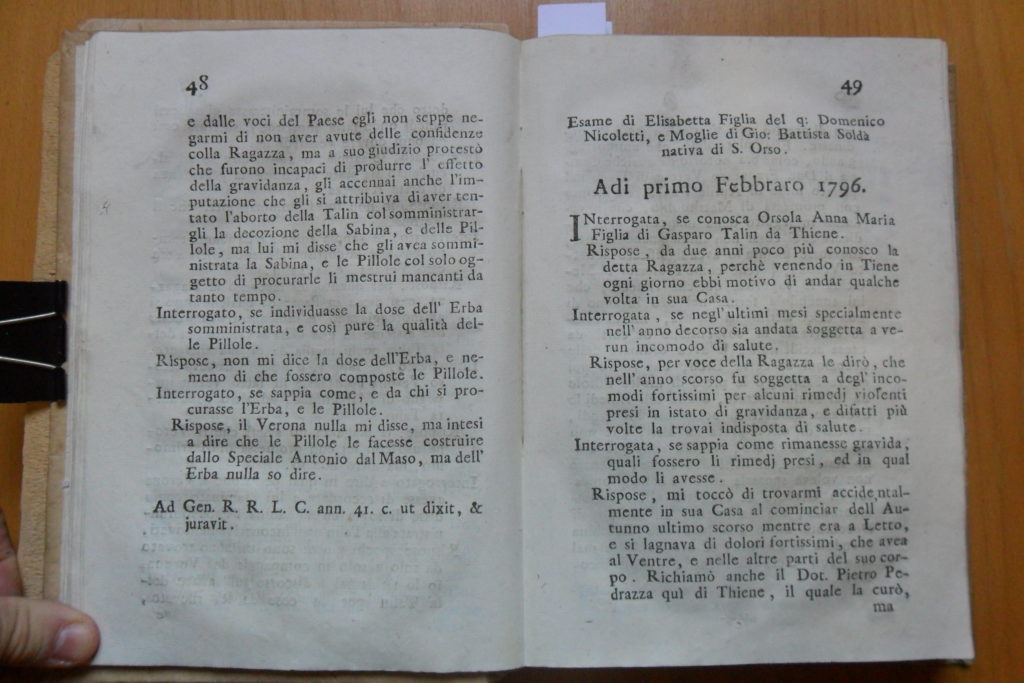 48
e dalle voci del Paese egli non seppe ne-
garmi di non aver avute delle confidenze
colla Ragazza, ma a suo giudizio protestò
che furono incapaci di produrre l' effetto
della gravidanza, gli accennai anche l'im-
putazione che gli si attribuiva di aver ten-
tato l'aborto della Talin col somministrar-
gli la decozione della Sabina, e delle Pil-
lole, ma lui mi disse che gli avea sommi-
nistrata la Sabina, e le Pillole col solo og-
getto di procurarle li mestrui mancanti da
tanto tempo.
Interrogato, se individuasse la dose dell' Erba
somministrata, e così pure la qualità del-
le Pillole.
Rispose, non mi dice la dose dell'Erba, e ne-
meno di che fossero composte le Pillole.
Interrogato, se sappia come, e da chi si pro-
curasse l'Erba, e le Pillole.
Rispose, il Verona nulla mi disse, ma intesi
a dire che le Pillole le facesse costruire
dallo Speciale Antonio dal Maso, ma dell'
Erba nulla so dire.
Ad Gen. R. R. L. C. ann. 41. c. ut dixit, &
juravit.
49
Esame di Elisabetta Figlia del q: Domenico
Nicoletti, e Moglie di Gio: Battista Soldà
nativa di S. Orso.
Adi primo Febbraro 1796.
INterrogata, se conosca Orsola Anna Maria
Figlia di Gasparo Talin da Thiene.
Rispose, da due anni poco più conosco la
detta Ragazza, perchè venendo in Tiene
ogni giorno ebbi motivo di andar qualche
volta in sua Casa.
Interrogata, se negl'ultimi mesi specialmente
nell' anno decorso sia andata soggetta a ve-
run incomodo di salute.
Rispose, per voce della Ragazza le dirò, che
nell' anno scorso fu soggetta a degl' inco-
modi fortissimi per alcuni rimedj violenti
presi in istato di gravidanza, e difatti più
volte la trovai indisposta di salute.
Interrogata, se sappia come rimanesse gravida,
quali fossero li rimedj presi, ed in qual
modo li avesse.
Rispose, mi toccò di trovarmi accidental-
mente in sua Casa al cominciar dell Au-
tunno ultimo scorso mentre era a Letto,
e si lagnava di dolori fortissimi, che avea
al Ventre, e nelle altre parti del suo cor-
po. Richiamò anche il Dot. Pietro Pe-
drazza quì di Thiene, il quale la curò,
ma